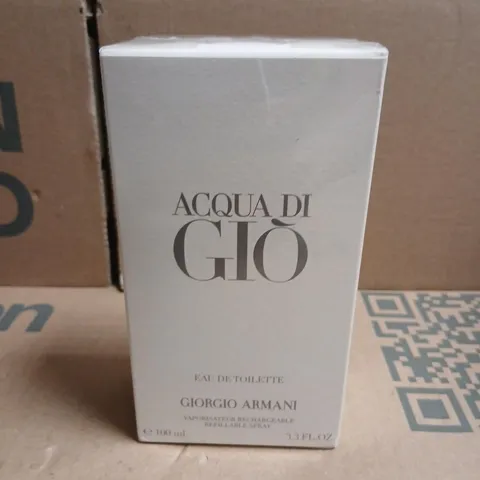 ACQUA DI
GIÒ
EAU DE TOILETTE
GIORGIO ARMANI
VAPORISATEUR RECHARGEABLE
REFILLABLE SPRAY
℮ 100 ml 3.3 FL.OZ